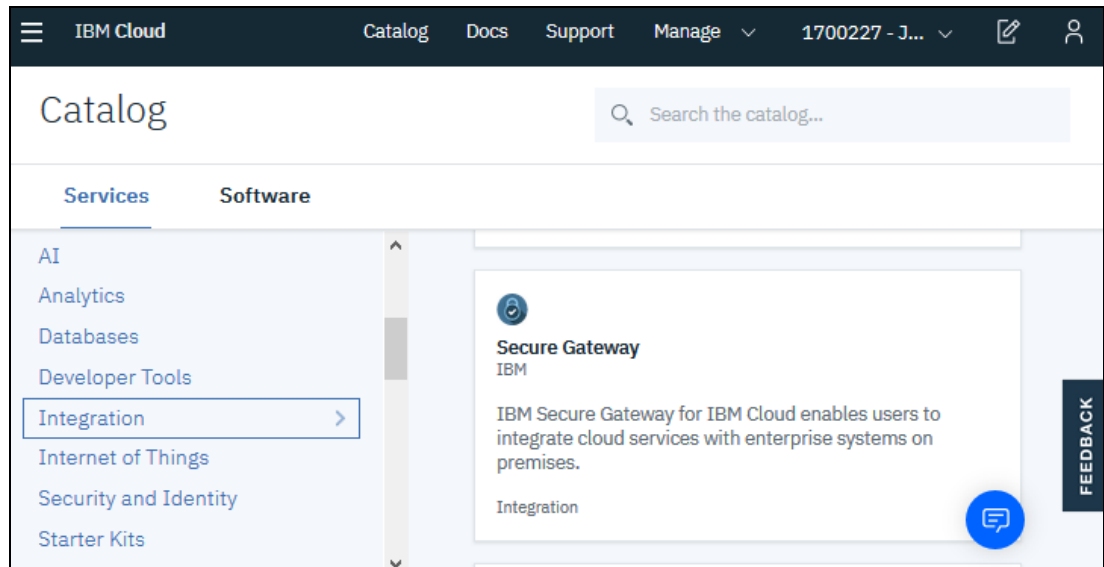 IBM Cloud Catalog Docs Support Manage 1700227 - J...
Catalog
Search the catalog...
Services Software
AI
Analytics
Databases
Developer Tools
Integration
Internet of Things
Security and Identity
Starter Kits
Secure Gateway
IBM
IBM Secure Gateway for IBM Cloud enables users to
integrate cloud services with enterprise systems on
premises.
Integration
FEEDBACK